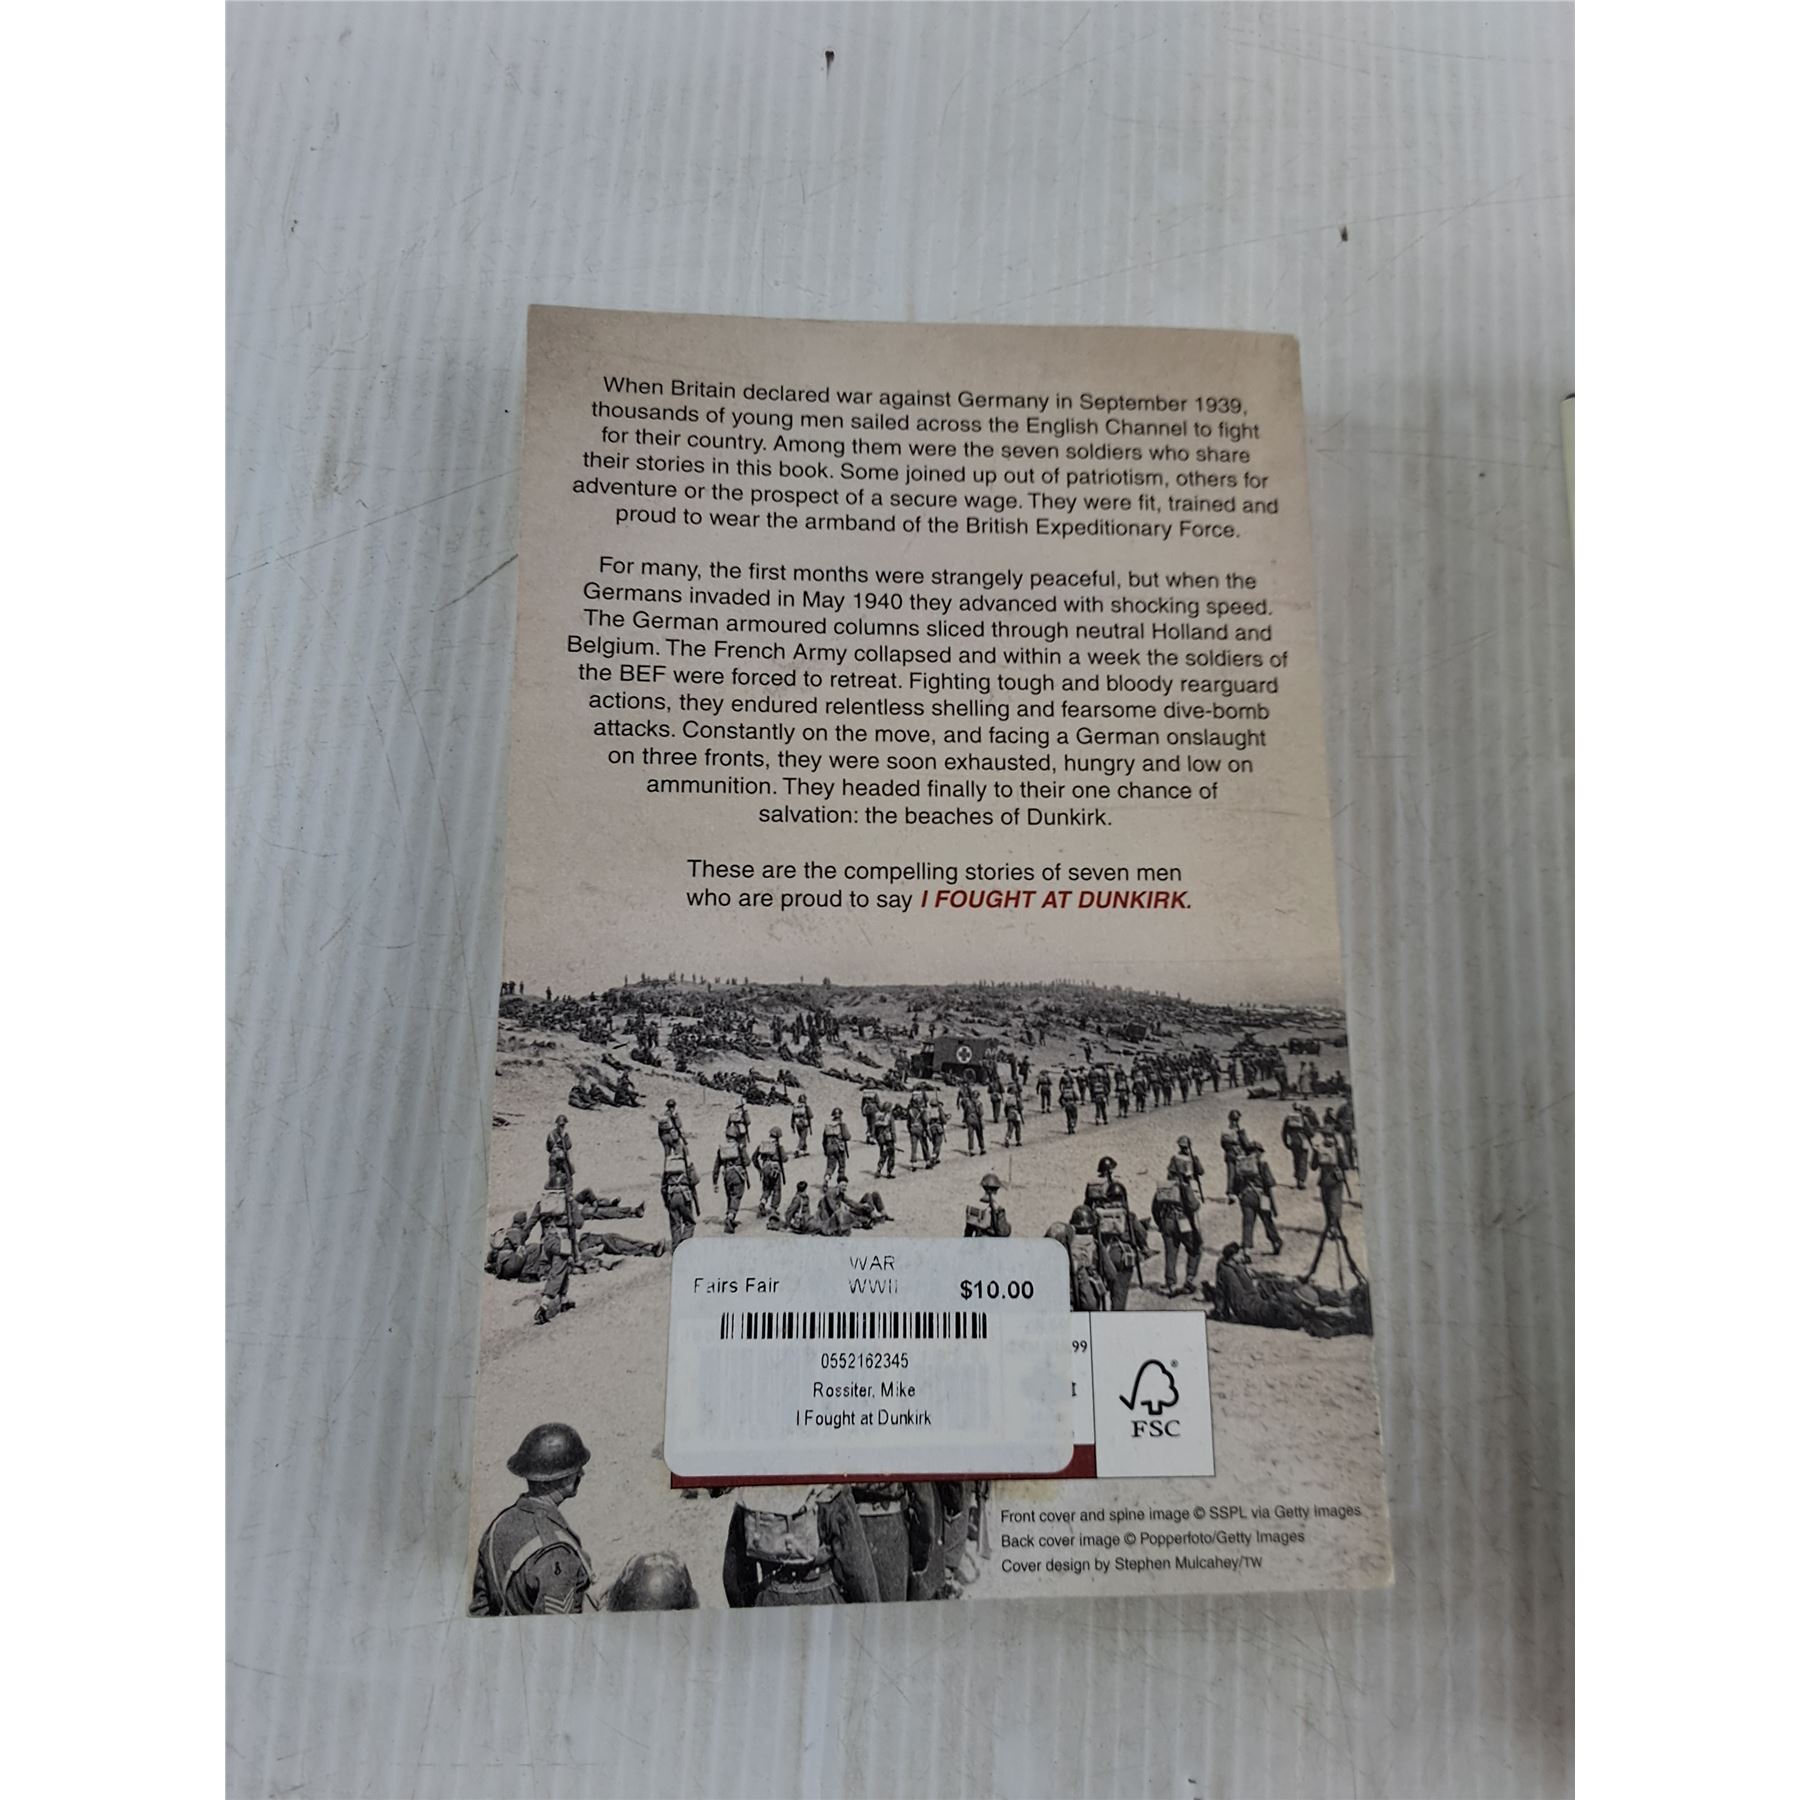 When Britain declared war against Germany in September 1939,
thousands of young men sailed across the English Channel to fight
for their country. Among them were the seven soldiers who share
their stories in this book. Some joined up out of patriotism, others for
adventure or the prospect of a secure wage. They were fit, trained and
proud to wear the armband of the British Expeditionary Force.
For many, the first months were strangely peaceful, but when the
Germans invaded in May 1940 they advanced with shocking speed.
The German armoured columns sliced through neutral Holland and
Belgium. The French Army collapsed and within a week the soldiers of
the BEF were forced to retreat. Fighting tough and bloody rearguard
actions, they endured relentless shelling and fearsome dive-bomb
attacks. Constantly on the move, and facing a German onslaught
on three fronts, they were soon exhausted, hungry and low on
ammunition. They headed finally to their one chance of
salvation: the beaches of Dunkirk.
These are the compelling stories of seven men
who are proud to say I FOUGHT AT DUNKIRK.
WAR
Fairs Fair WWII $10.00
0552162345
Rossiter, Mike
I Fought at Dunkirk
99
FSC
Front cover and spine image © SSPL via Getty Images
Back cover image © Popperfoto/Getty Images
Cover design by Stephen Mulcahey/TW